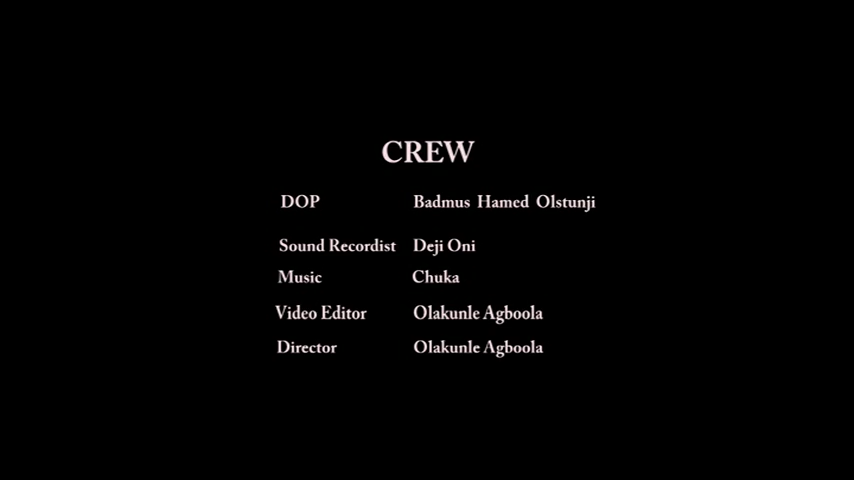 CREW
DOP Badmus Hamed Olstunji
Sound Recordist Deji Oni
Music Chuka
Video Editor Olakunle Agboola
Director Olakunle Agboola